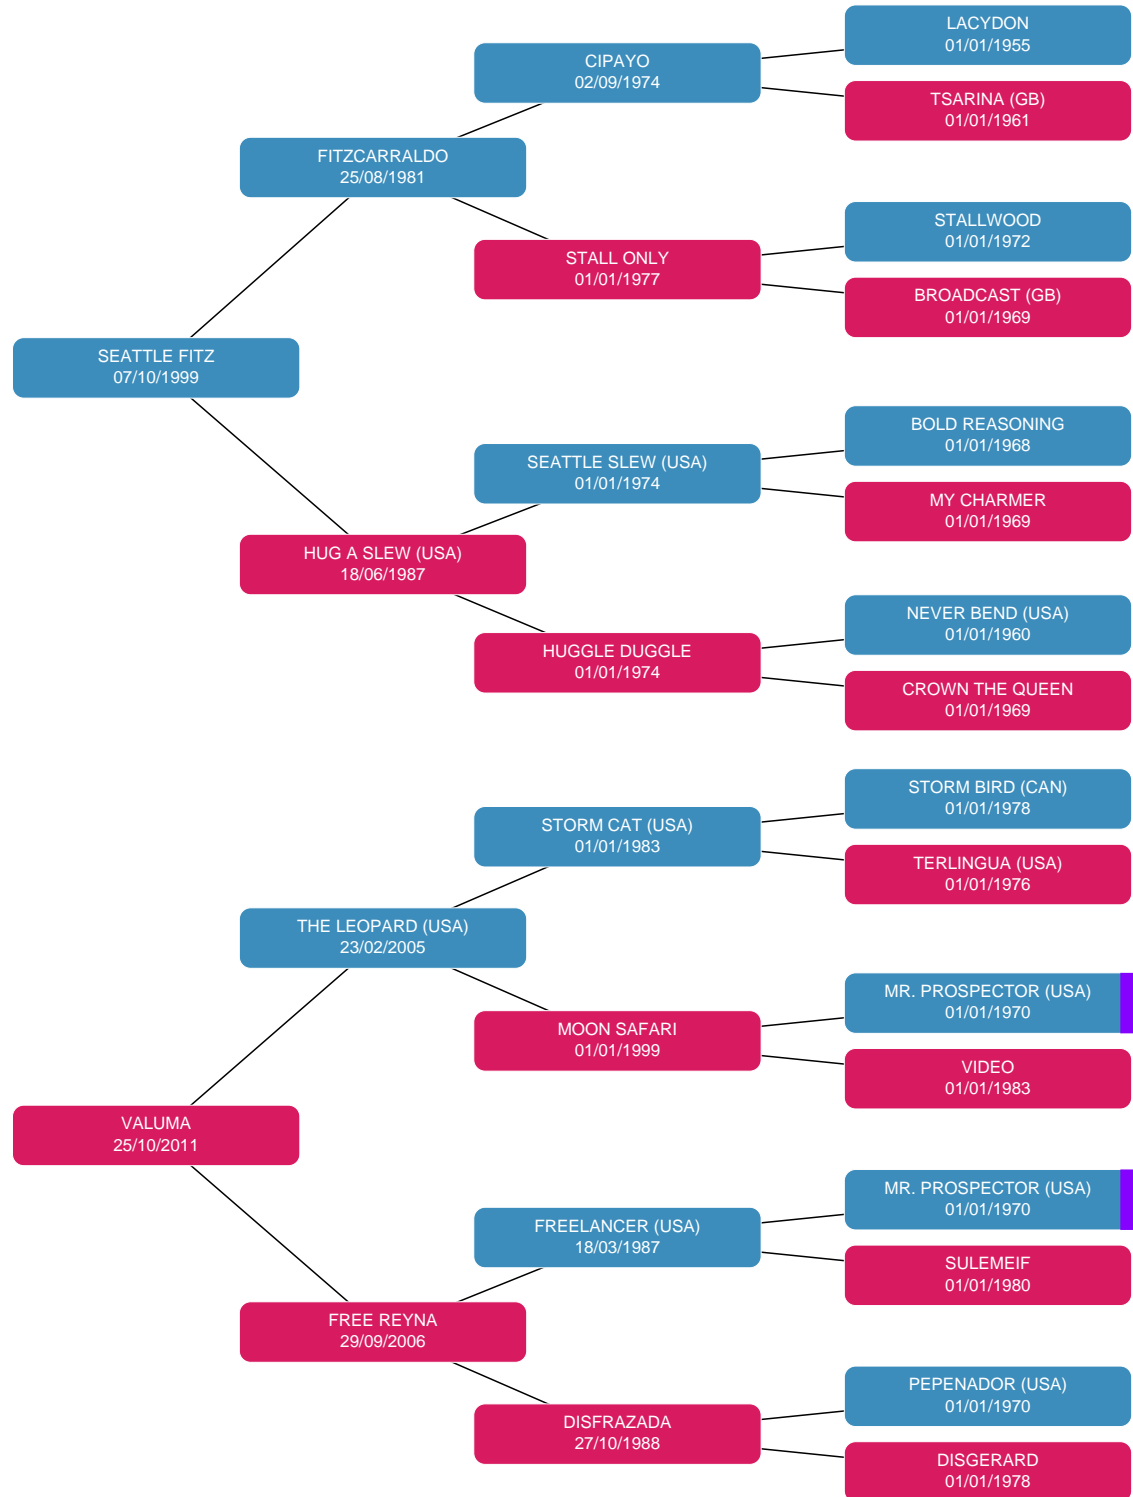 LACYDON
01/01/1955
CIPAYO
02/09/1974
TSARINA (GB)
01/01/1961
FITZCARRALDO
25/08/1981
STALLWOOD
01/01/1972
STALL ONLY
01/01/1977
BROADCAST (GB)
01/01/1969
SEATTLE FITZ
07/10/1999
BOLD REASONING
01/01/1968
SEATTLE SLEW (USA)
01/01/1974
MY CHARMER
01/01/1969
HUG A SLEW (USA)
18/06/1987
NEVER BEND (USA)
01/01/1960
HUGGLE DUGGLE
01/01/1974
CROWN THE QUEEN
01/01/1969
STORM BIRD (CAN)
01/01/1978
STORM CAT (USA)
01/01/1983
TERLINGUA (USA)
01/01/1976
THE LEOPARD (USA)
23/02/2005
MR. PROSPECTOR (USA)
01/01/1970
MOON SAFARI
01/01/1999
VIDEO
01/01/1983
VALUMA
25/10/2011
MR. PROSPECTOR (USA)
01/01/1970
FREELANCER (USA)
18/03/1987
SULEMEIF
01/01/1980
FREE REYNA
29/09/2006
PEPENADOR (USA)
01/01/1970
DISFRAZADA
27/10/1988
DISGERARD
01/01/1978